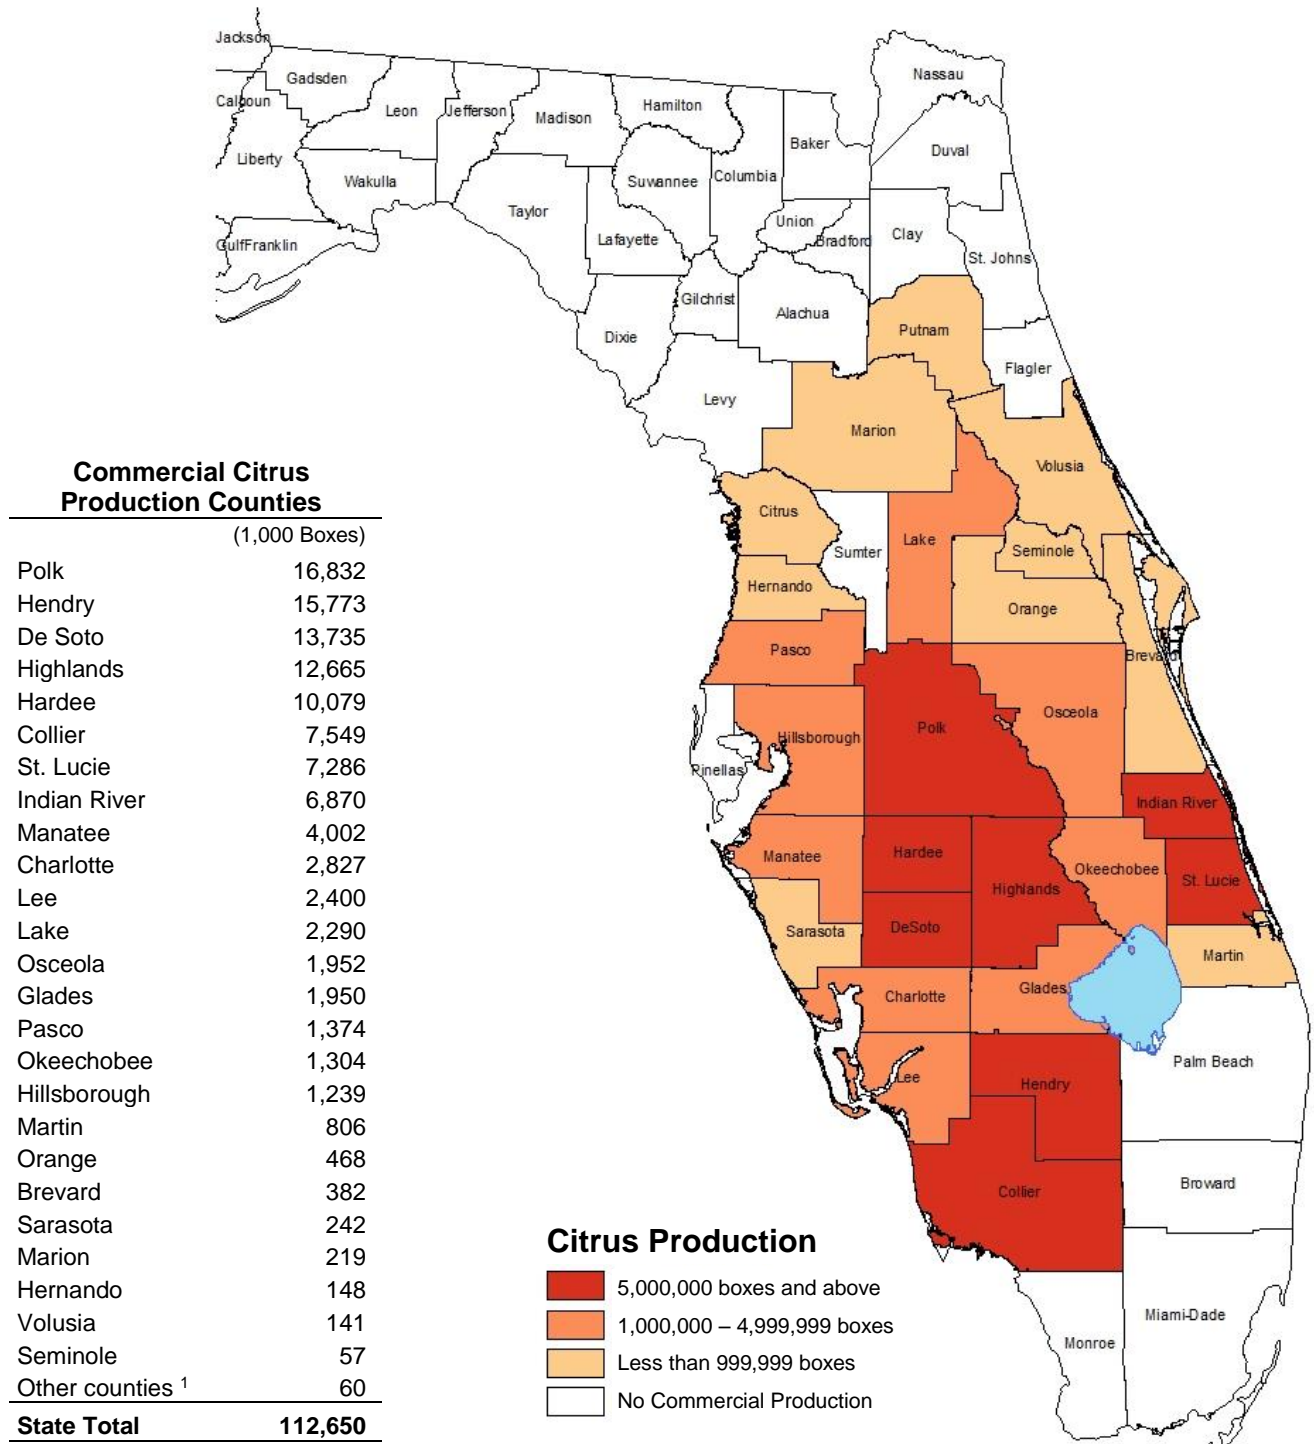 Jackson
Gadsden
Calhoun
Leon
Jefferson
Madison
Hamilton
Baker
Nassau
Duval
Liberty
Wakulla
Taylor
Suwannee
Columbia
Lafayette
Union
Bradford
Clay
St. Johns
GulfFranklin
Gilchrist
Alachua
Putnam
Dixie
Flagler
Levy
Marion
Volusia
Citrus
Sumter
Lake
Seminole
Hernando
Orange
Pasco
Brevard
Hillsborough
Polk
Osceola
Pinellas
Indian River
Manatee
Hardee
Highlands
Okeechobee
St. Lucie
Sarasota
DeSoto
Martin
Charlotte
Glades
Lee
Hendry
Palm Beach
Collier
Broward
Monroe
Miami-Dade
Commercial Citrus
Production Counties
(1,000 Boxes)
Polk 16,832
Hendry 15,773
De Soto 13,735
Highlands 12,665
Hardee 10,079
Collier 7,549
St. Lucie 7,286
Indian River 6,870
Manatee 4,002
Charlotte 2,827
Lee 2,400
Lake 2,290
Osceola 1,952
Glades 1,950
Pasco 1,374
Okeechobee 1,304
Hillsborough 1,239
Martin 806
Orange 468
Brevard 382
Sarasota 242
Marion 219
Hernando 148
Volusia 141
Seminole 57
Other counties 1 60
State Total 112,650
Citrus Production
5,000,000 boxes and above
1,000,000 – 4,999,999 boxes
Less than 999,999 boxes
No Commercial Production